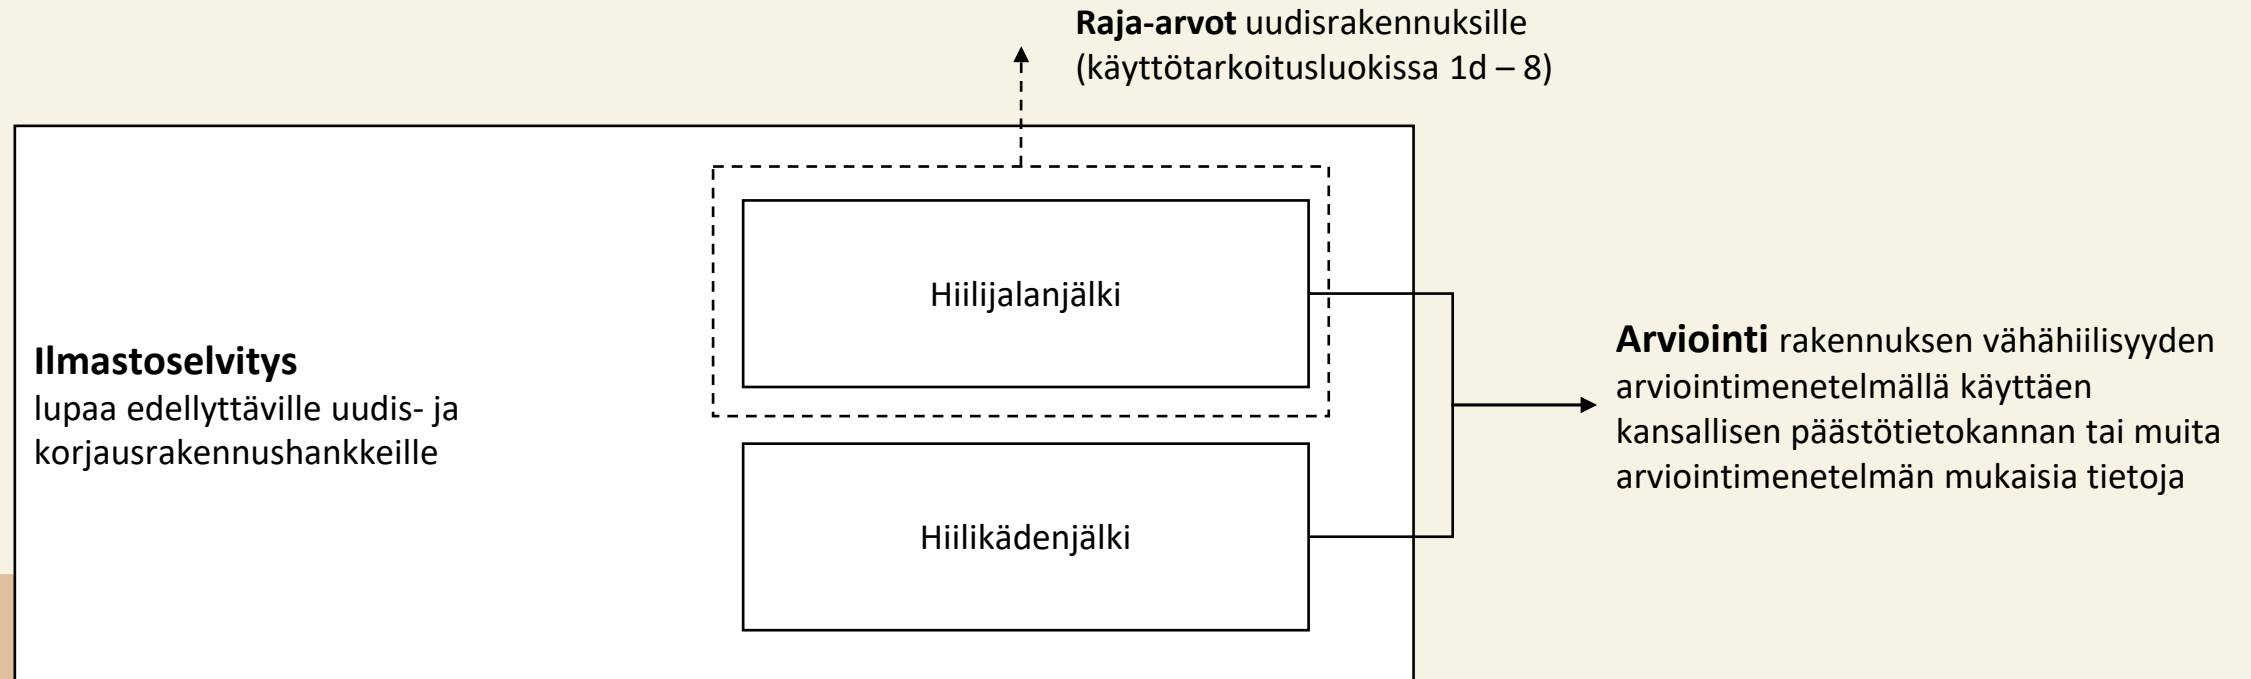 Raja-arvot uudisrakennuksille
(käyttötarkoitusluokissa 1d – 8)
Hiilijalanjälki
Ilmastoselvitys
lupaa edellyttäville uudis- ja
korjausrakennushankkeille
Arviointi rakennuksen vähähiilisyyden
arviointimenetelmällä käyttäen
kansallisen päästötietokannan tai muita
arviointimenetelmän mukaisia tietoja
Hiilikädenjälki